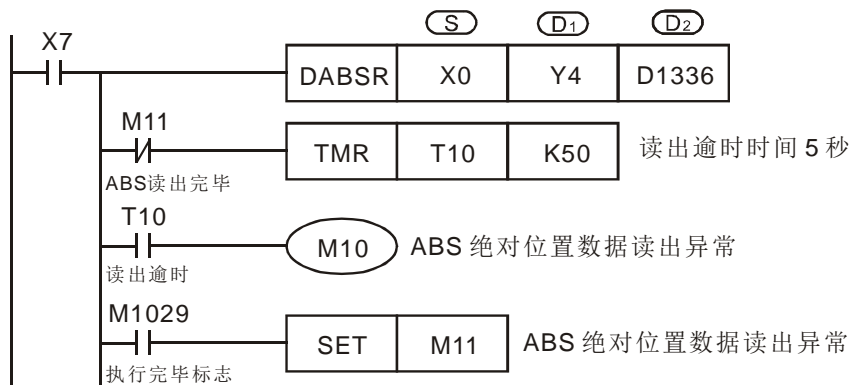 S D1 D2
X7
DABSR X0 Y4 D1336
M11
TMR T10 K50 读出逾时时间 5 秒
ABS读出完毕
T10
M10 ABS 绝对位置数据读出异常
读出逾时
M1029
SET M11 ABS 绝对位置数据读出异常
执行完毕标志